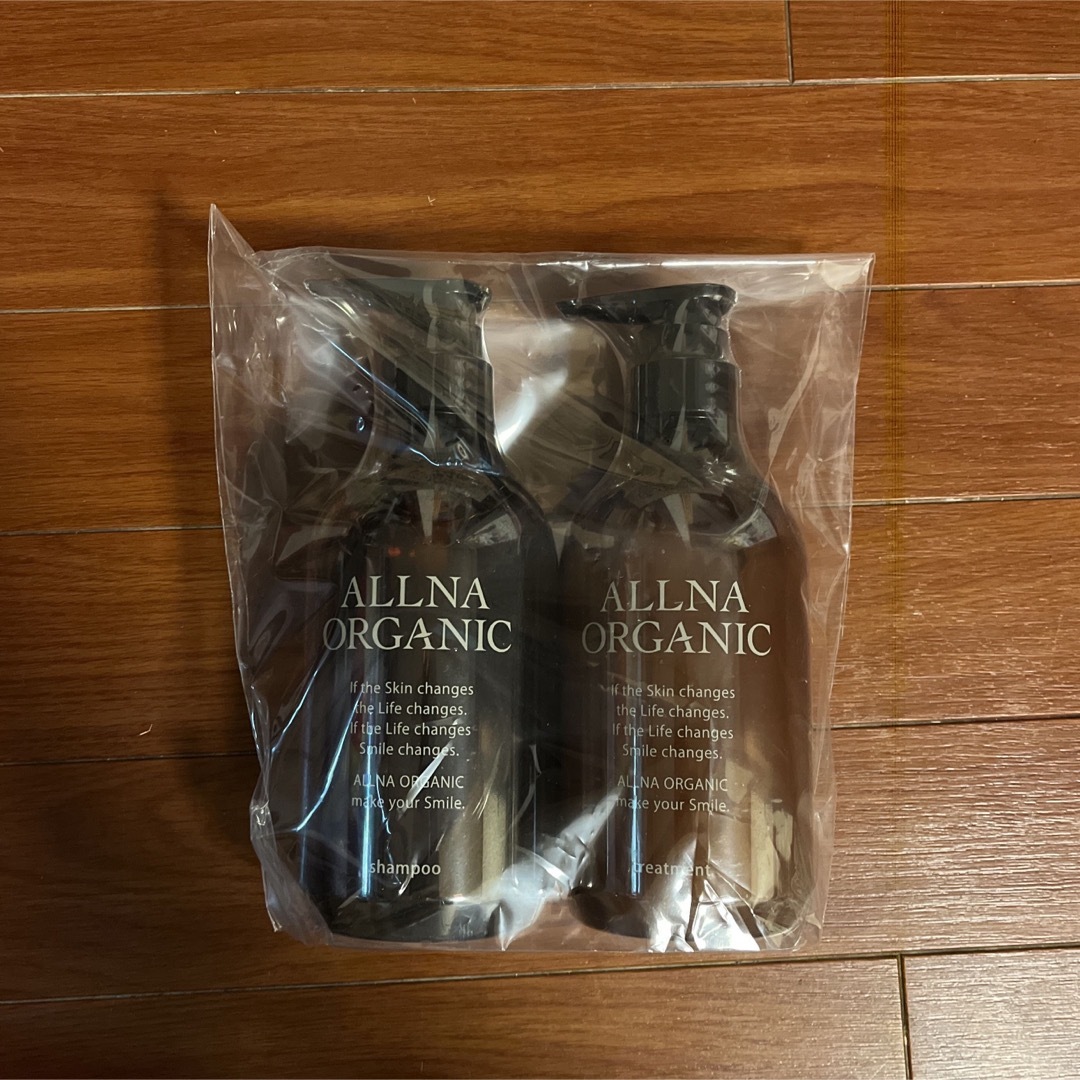 ALLNA
ORGANIC
If the Skin changes
the Life changes.
If the Life changes
Smile changes.
ALLNA ORGANIC
make your Smile.
shampoo
ALLNA
ORGANIC
If the Skin changes
the Life changes.
If the Life changes
Smile changes.
ALLNA ORGANIC
make your Smile.
treatment